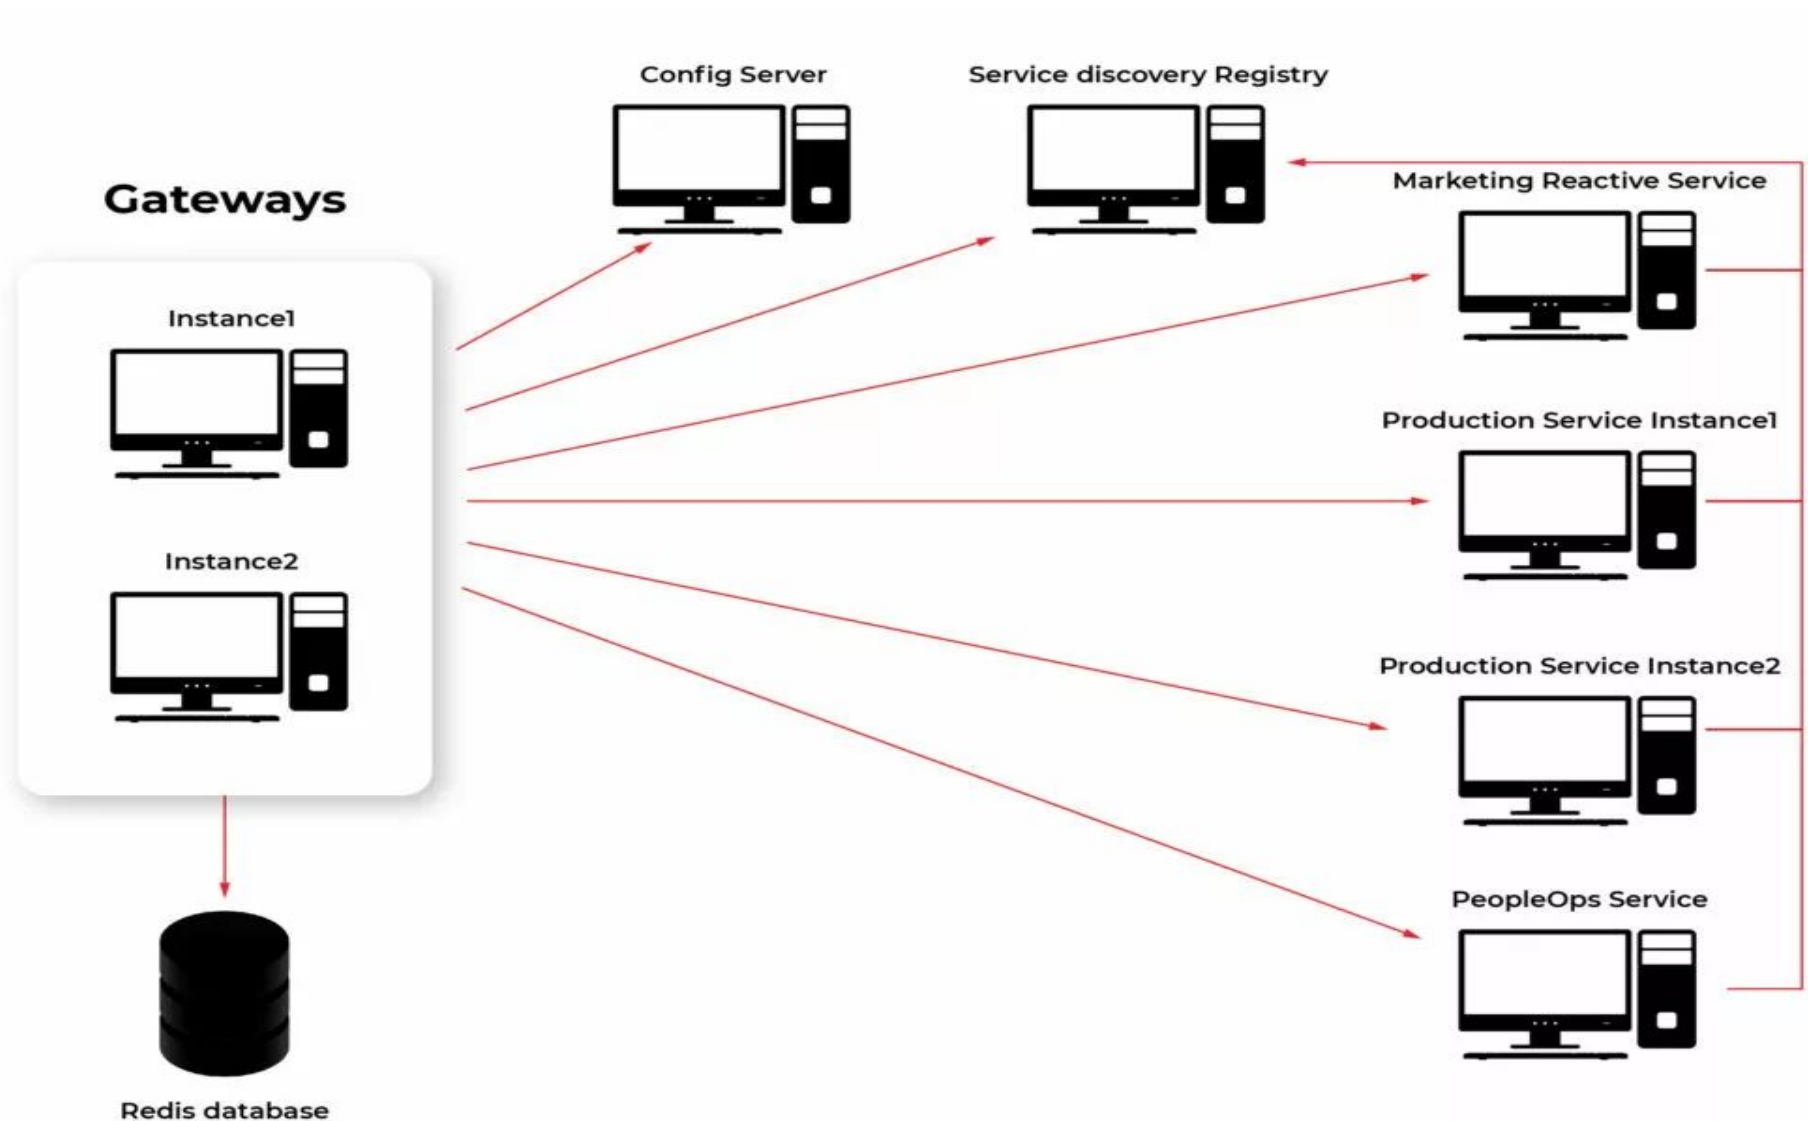 Config Server
Service discovery Registry
Gateways
Marketing Reactive Service
Instance1
Production Service Instance1
Instance2
Production Service Instance2
PeopleOps Service
Redis database